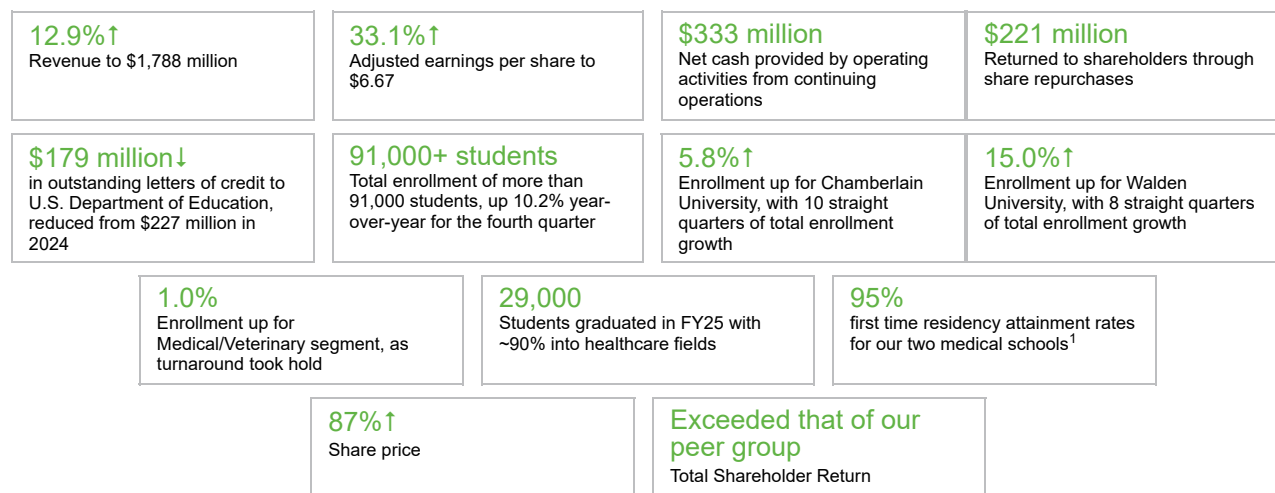 12.9%↑
Revenue to $1,788 million
33.1%↑
Adjusted earnings per share to
$6.67
$333 million
Net cash provided by operating
activities from continuing
operations
$221 million
Returned to shareholders through
share repurchases
$179 million↓
in outstanding letters of credit to
U.S. Department of Education,
reduced from $227 million in
2024
91,000+ students
Total enrollment of more than
91,000 students, up 10.2% year-
over-year for the fourth quarter
5.8%↑
Enrollment up for Chamberlain
University, with 10 straight
quarters of total enrollment
growth
15.0%↑
Enrollment up for Walden
University, with 8 straight quarters
of total enrollment growth
1.0%
Enrollment up for
Medical/Veterinary segment, as
turnaround took hold
29,000
Students graduated in FY25 with
~90% into healthcare fields
95%
first time residency attainment rates
for our two medical schools1
87%↑
Share price
Exceeded that of our
peer group
Total Shareholder Return